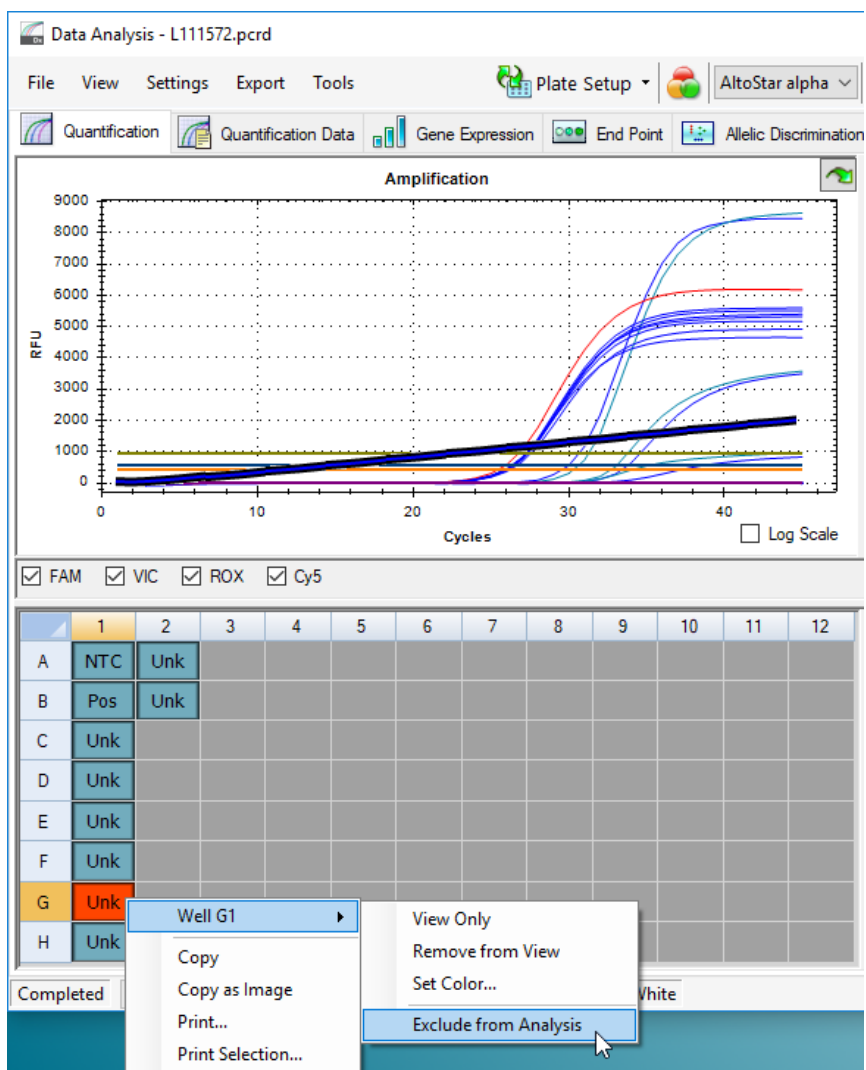 Data Analysis - L111572.pcrd
File View Settings Export Tools Plate Setup AltoStar alpha
Quantification Quantification Data Gene Expression End Point Allelic Discrimination
Amplification
9000
8000
7000
6000
5000
4000
3000
2000
1000
0
RFU
0 10 20 30 40
Cycles
Log Scale
FAM VIC ROX Cy5
1 2 3 4 5 6 7 8 9 10 11 12
A NTC Unk
B Pos Unk
C Unk
D Unk
E Unk
F Unk
G Unk
H Unk
Well G1
Copy
Copy as Image
Print...
Print Selection...
View Only
Remove from View
Set Color...
Exclude from Analysis
Completed